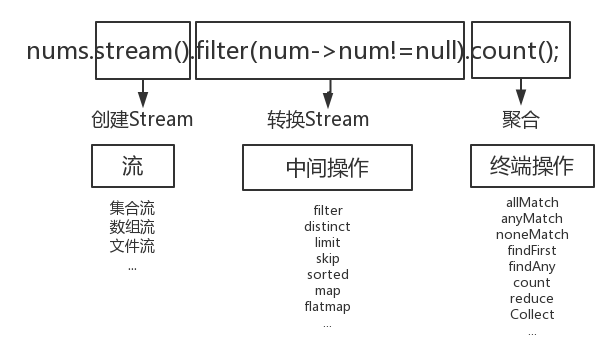 nums.stream().filter(num->num!=null).count();
创建Stream
转换Stream
聚合
流
中间操作
终端操作
集合流
数组流
文件流
...
filter
distinct
limit
skip
sorted
map
flatmap
...
allMatch
anyMatch
noneMatch
findFirst
findAny
count
reduce
Collect
...